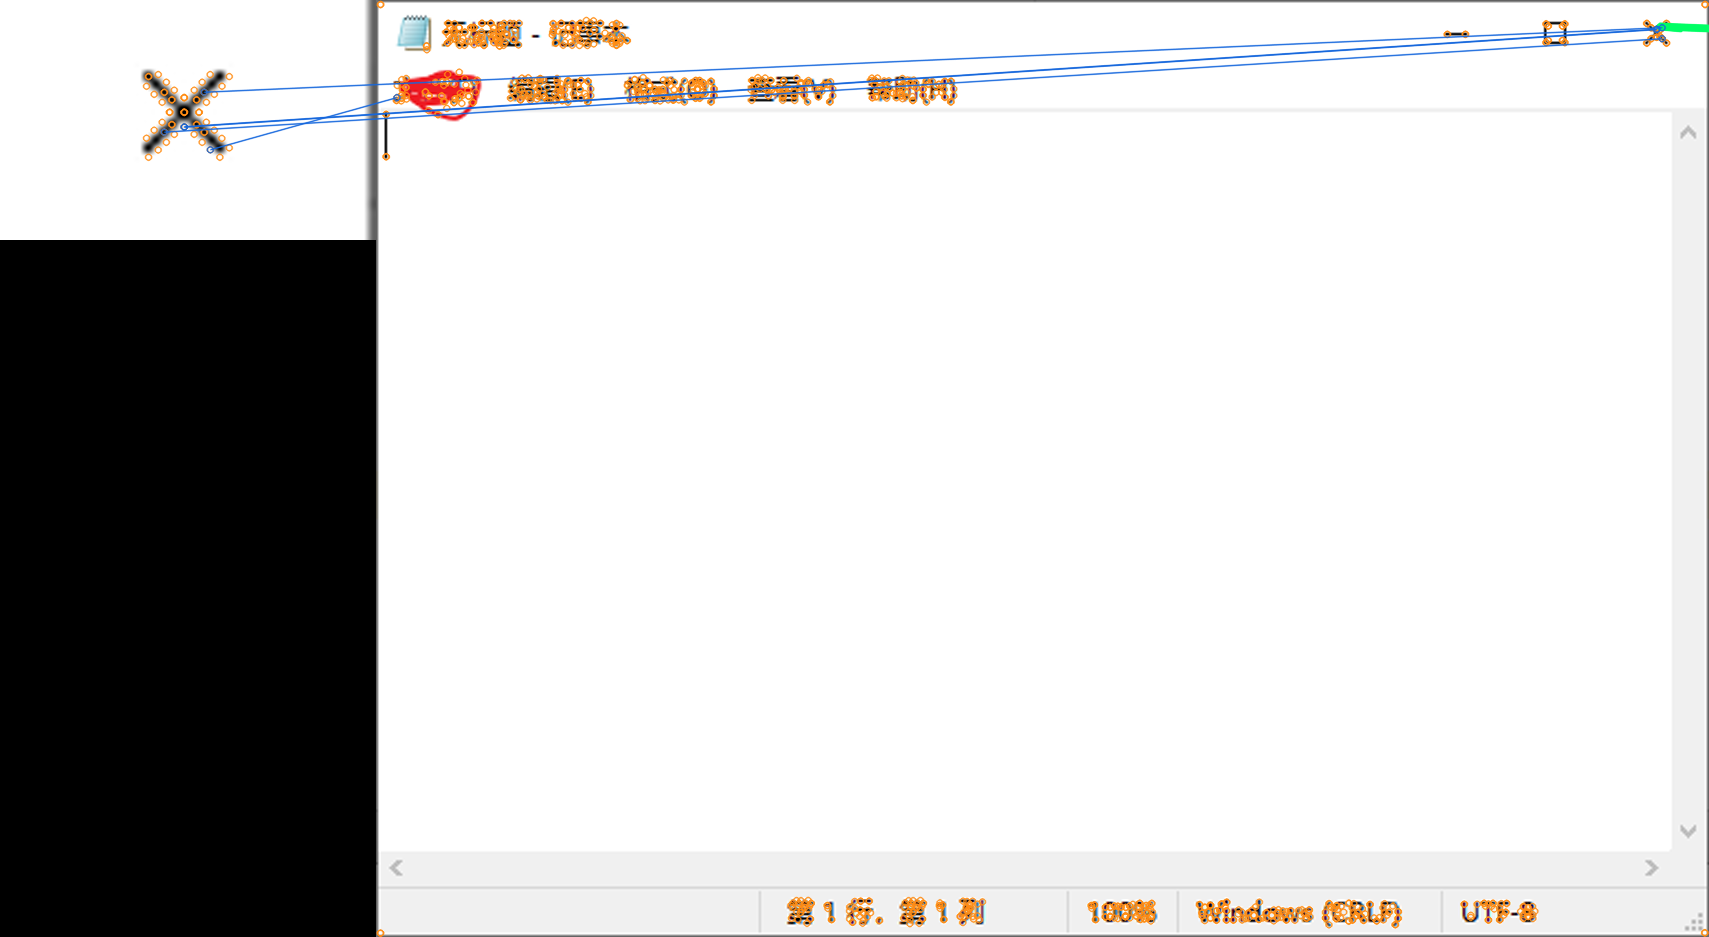 无标题 - 记事本
编辑(E) 格式(O) 查看(V) 帮助(H)
第 1 行，第 1 列 100% Windows (CRLF) UTF-8